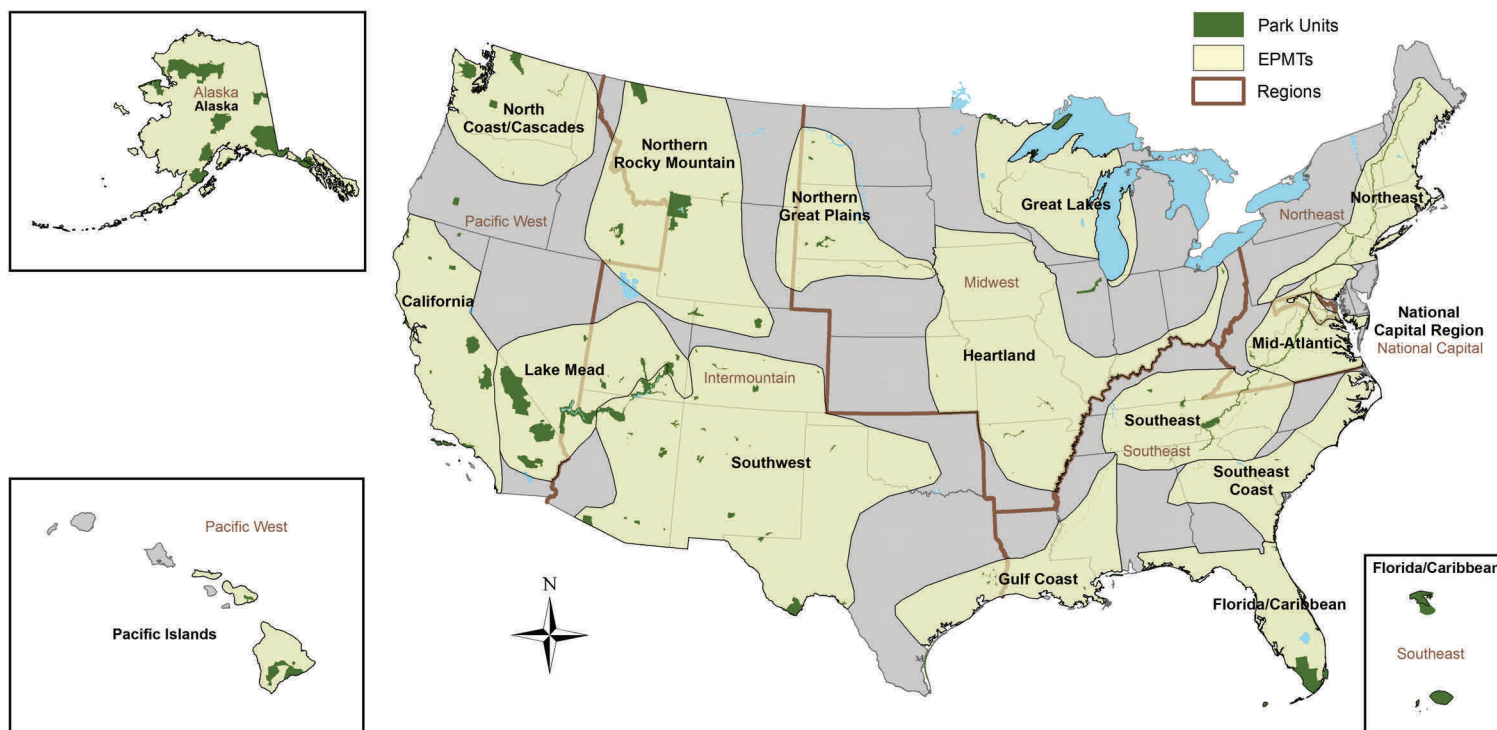 Park Units
EPMTs
Regions
Alaska
Alaska
North
Coast/Cascades
Northern
Rocky Mountain
Northern
Great Plains
Great Lakes
Northeast
Northeast
Pacific West
Midwest
California
National
Capital Region
National Capital
Mid-Atlantic
Lake Mead
Intermountain
Heartland
Southeast
Southeast
Southwest
Southeast
Coast
Pacific West
Pacific Islands
N
Gulf Coast
Florida/Caribbean
Florida/Caribbean
Southeast